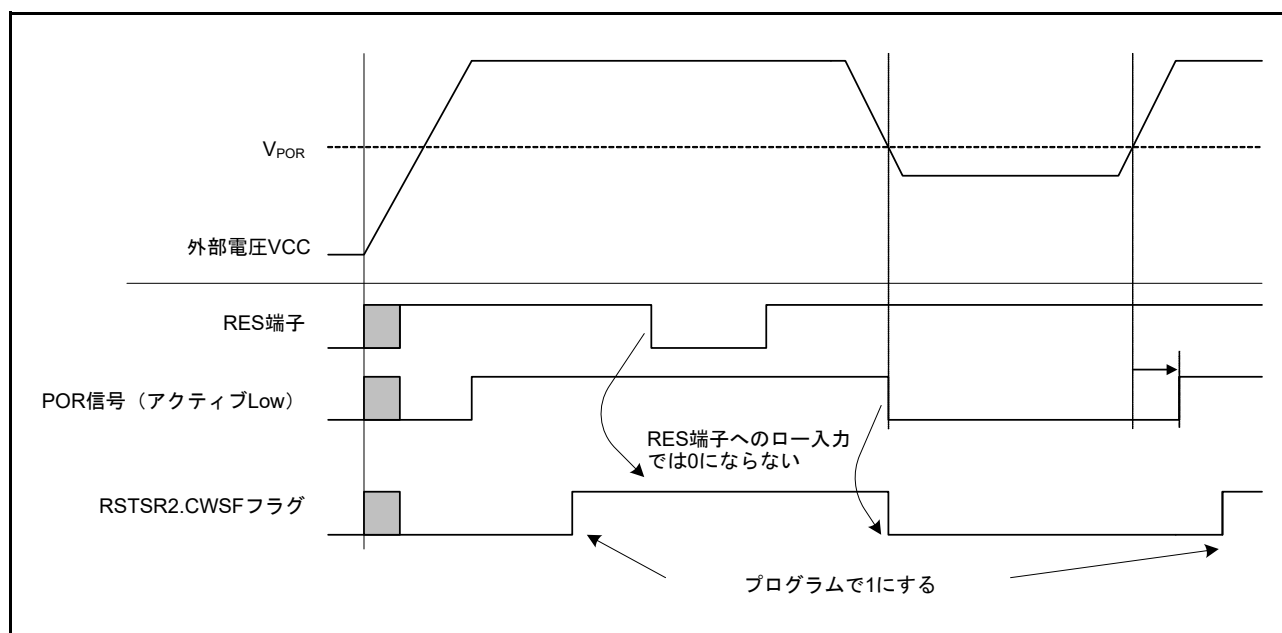 VPOR
外部電圧VCC
RES端子
POR信号（アクティブLow）
RES端子へのロー入力
では0にならない
RSTSR2.CWSFフラグ
プログラムで1にする